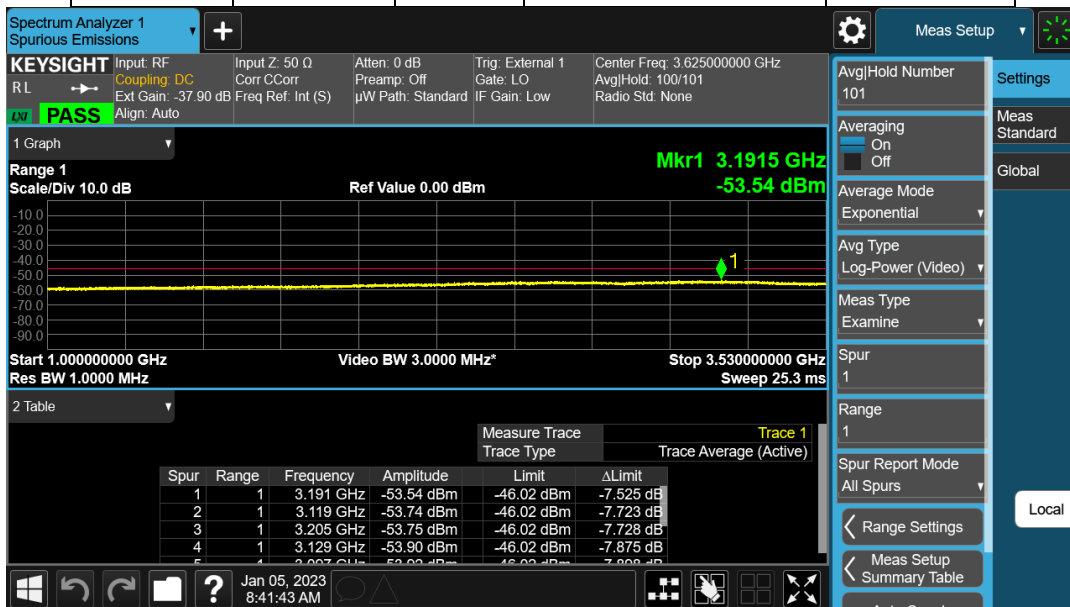 Spectrum Analyzer 1
Spurious Emissions
+
Meas Setup
KEYSIGHT
RL
LXI
PASS
Input: RF
Coupling: DC
Ext Gain: -37.90 dB
Align: Auto
Input Z: 50 Ω
Corr CCorr
Freq Ref: Int (S)
Atten: 0 dB
Preamp: Off
µW Path: Standard
Trig: External 1
Gate: LO
IF Gain: Low
Center Freq: 3.625000000 GHz
Avg|Hold: 100/101
Radio Std: None
1 Graph
Range 1
Scale/Div 10.0 dB
Ref Value 0.00 dBm
Mkr1 3.1915 GHz
-53.54 dBm
-10.0
-20.0
-30.0
-40.0
-50.0
-60.0
-70.0
-80.0
-90.0
1
Start 1.000000000 GHz
Video BW 3.0000 MHz*
Stop 3.530000000 GHz
Res BW 1.0000 MHz
Sweep 25.3 ms
2 Table
Measure Trace Trace 1
Trace Type Trace Average (Active)
Spur Range Frequency Amplitude Limit ΔLimit
1 1 3.191 GHz -53.54 dBm -46.02 dBm -7.525 dB
2 1 3.119 GHz -53.74 dBm -46.02 dBm -7.723 dB
3 1 3.205 GHz -53.75 dBm -46.02 dBm -7.728 dB
4 1 3.129 GHz -53.90 dBm -46.02 dBm -7.875 dB
?
Jan 05, 2023
8:41:43 AM
Avg|Hold Number
101
Averaging
On
Off
Average Mode
Exponential
Avg Type
Log-Power (Video)
Meas Type
Examine
Spur
1
Range
1
Spur Report Mode
All Spurs
Range Settings
Meas Setup
Summary Table
Settings
Meas
Standard
Global
Local